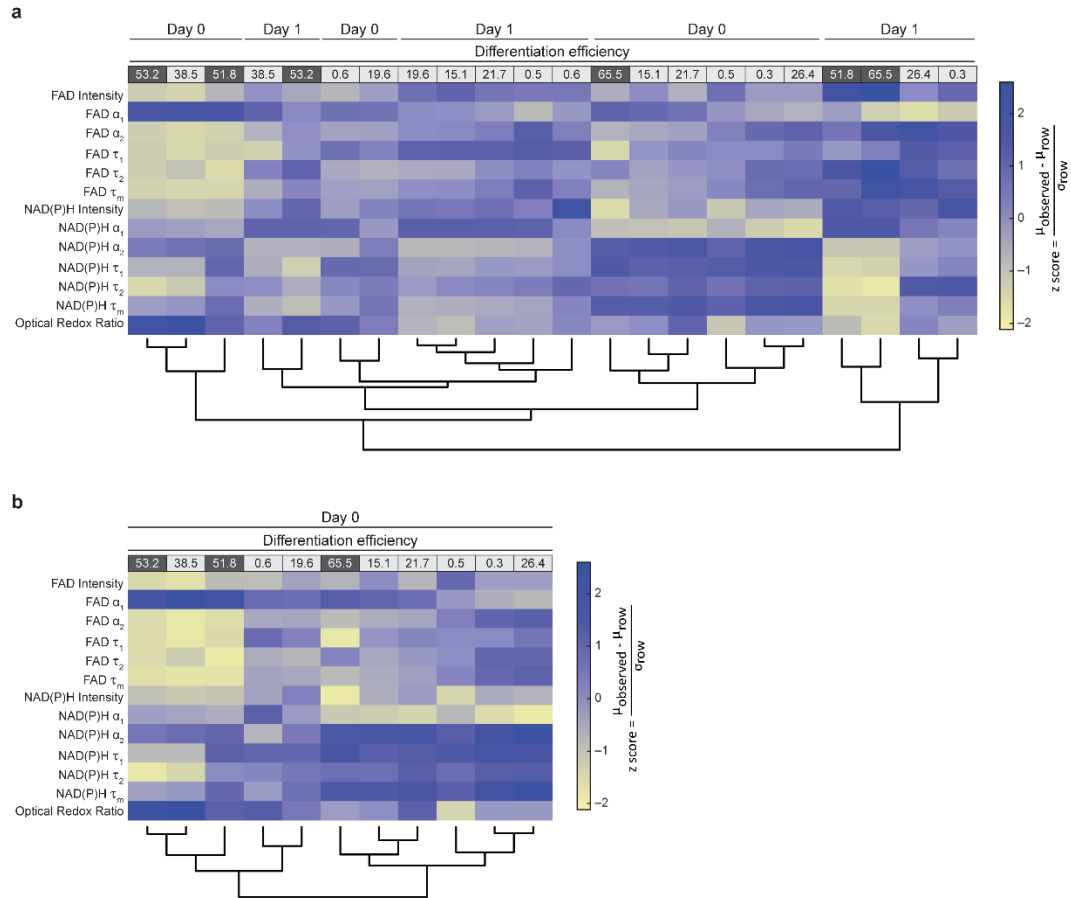 a
Day 0 Day 1 Day 0 Day 1 Day 0 Day 1
Differentiation efficiency
53.2 38.5 51.8 38.5 53.2 0.6 19.6 19.6 15.1 21.7 0.5 0.6 65.5 15.1 21.7 0.5 0.3 26.4 51.8 65.5 26.4 0.3
FAD Intensity
FAD α1
FAD α2
FAD τ1
FAD τ2
FAD τm
NAD(P)H Intensity
NAD(P)H α1
NAD(P)H α2
NAD(P)H τ1
NAD(P)H τ2
NAD(P)H τm
Optical Redox Ratio
2
1
0
−1
−2
z score = μobserved - μrow
σrow
b
Day 0
Differentiation efficiency
53.2 38.5 51.8 0.6 19.6 65.5 15.1 21.7 0.5 0.3 26.4
FAD Intensity
FAD α1
FAD α2
FAD τ1
FAD τ2
FAD τm
NAD(P)H Intensity
NAD(P)H α1
NAD(P)H α2
NAD(P)H τ1
NAD(P)H τ2
NAD(P)H τm
Optical Redox Ratio
2
1
0
−1
−2
z score = μobserved - μrow
σrow